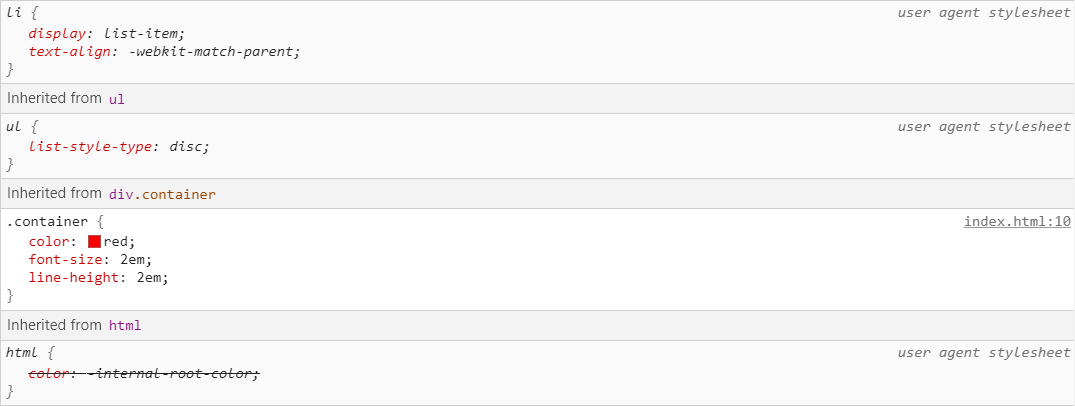 li {
user agent stylesheet
display: list-item;
text-align: -webkit-match-parent;
}
Inherited from ul
ul {
user agent stylesheet
list-style-type: disc;
}
Inherited from div.container
.container {
index.html:10
color: red;
font-size: 2em;
line-height: 2em;
}
Inherited from html
html {
user agent stylesheet
color: -internal-root-color;
}